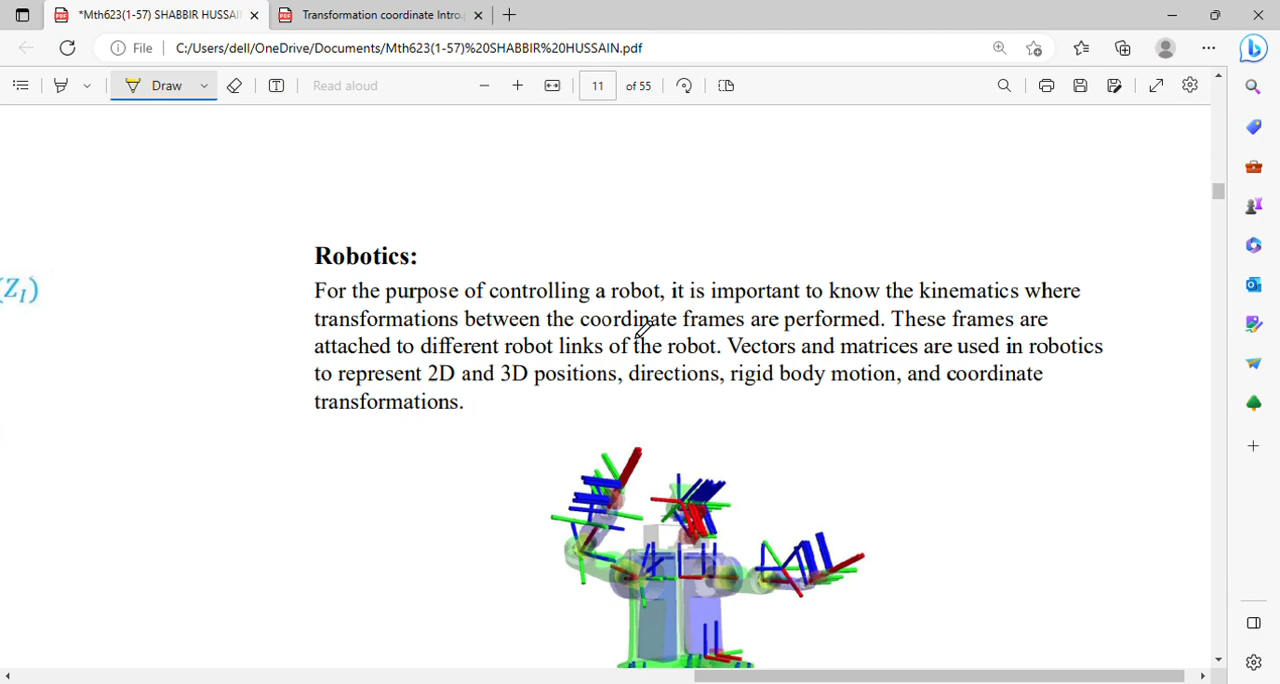 *Mth623(1-57) SHABBIR HUSSAI
Transformation coordinate Intro.
File
C:/Users/dell/OneDrive/Documents/Mth623(1-57)%20SHABBIR%20HUSSAIN.pdf
Draw
Read aloud
11 of 55
Robotics:
(Z_I)
For the purpose of controlling a robot, it is important to know the kinematics where
transformations between the coordinate frames are performed. These frames are
attached to different robot links of the robot. Vectors and matrices are used in robotics
to represent 2D and 3D positions, directions, rigid body motion, and coordinate
transformations.